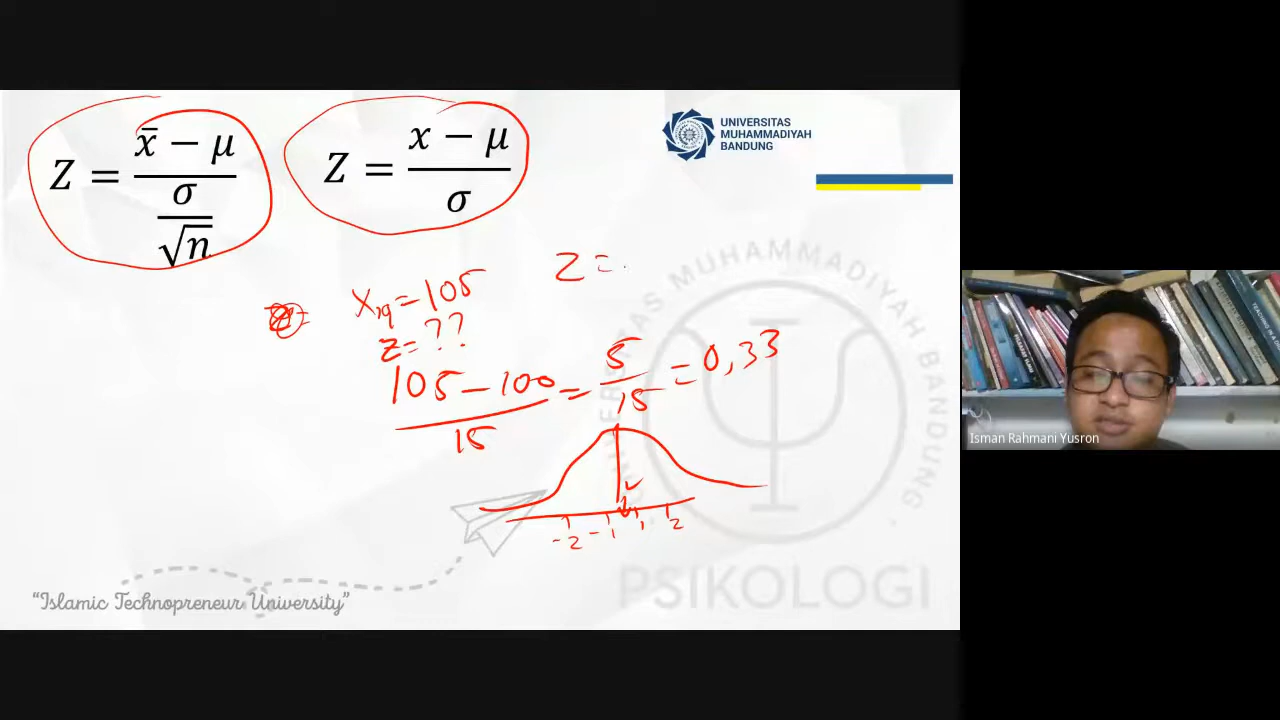 Z = (x̄ − μ) / (σ / √n)
Z = (x − μ) / σ
UNIVERSITAS
MUHAMMADIYAH
BANDUNG
Z =
X_IQ = 105
Z = ??
(105 − 100) / 15 = 5 / 15 = 0,33
-2 -1 1 2
UNIVERSITAS MUHAMMADIYAH BANDUNG
PSIKOLOGI
“Islamic Technopreneur University”
Isman Rahmani Yusron